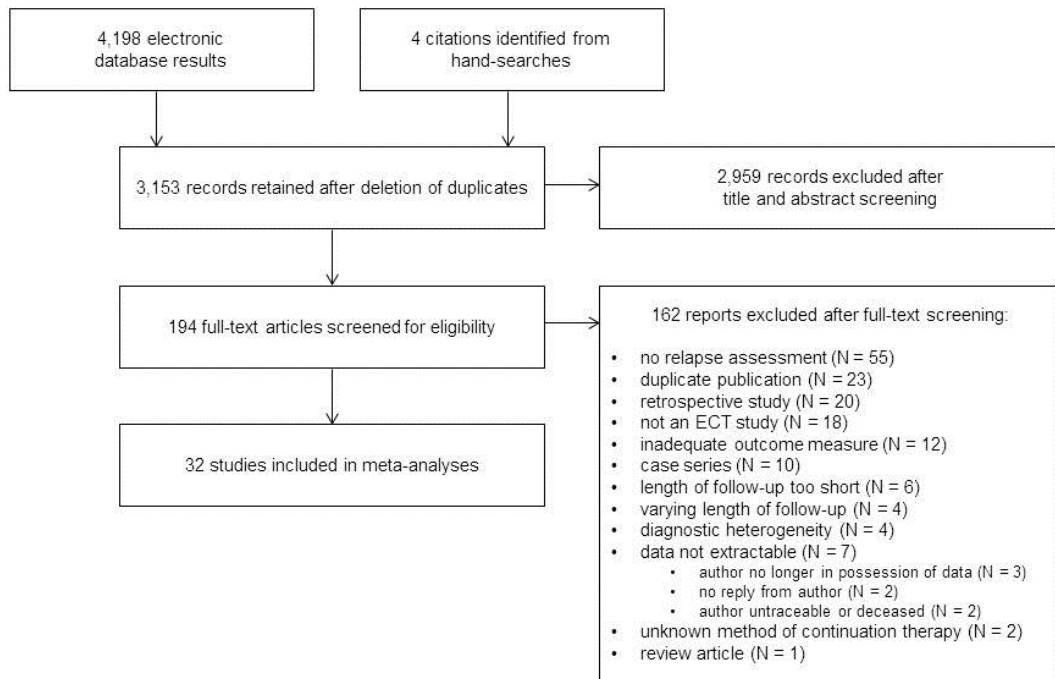 4,198 electronic
database results
4 citations identified from
hand-searches
3,153 records retained after deletion of duplicates
2,959 records excluded after
title and abstract screening
194 full-text articles screened for eligibility
162 reports excluded after full-text screening:
• no relapse assessment (N = 55)
• duplicate publication (N = 23)
• retrospective study (N = 20)
• not an ECT study (N = 18)
• inadequate outcome measure (N = 12)
• case series (N = 10)
• length of follow-up too short (N = 6)
• varying length of follow-up (N = 4)
• diagnostic heterogeneity (N = 4)
• data not extractable (N = 7)
• author no longer in possession of data (N = 3)
• no reply from author (N = 2)
• author untraceable or deceased (N = 2)
• unknown method of continuation therapy (N = 2)
• review article (N = 1)
32 studies included in meta-analyses